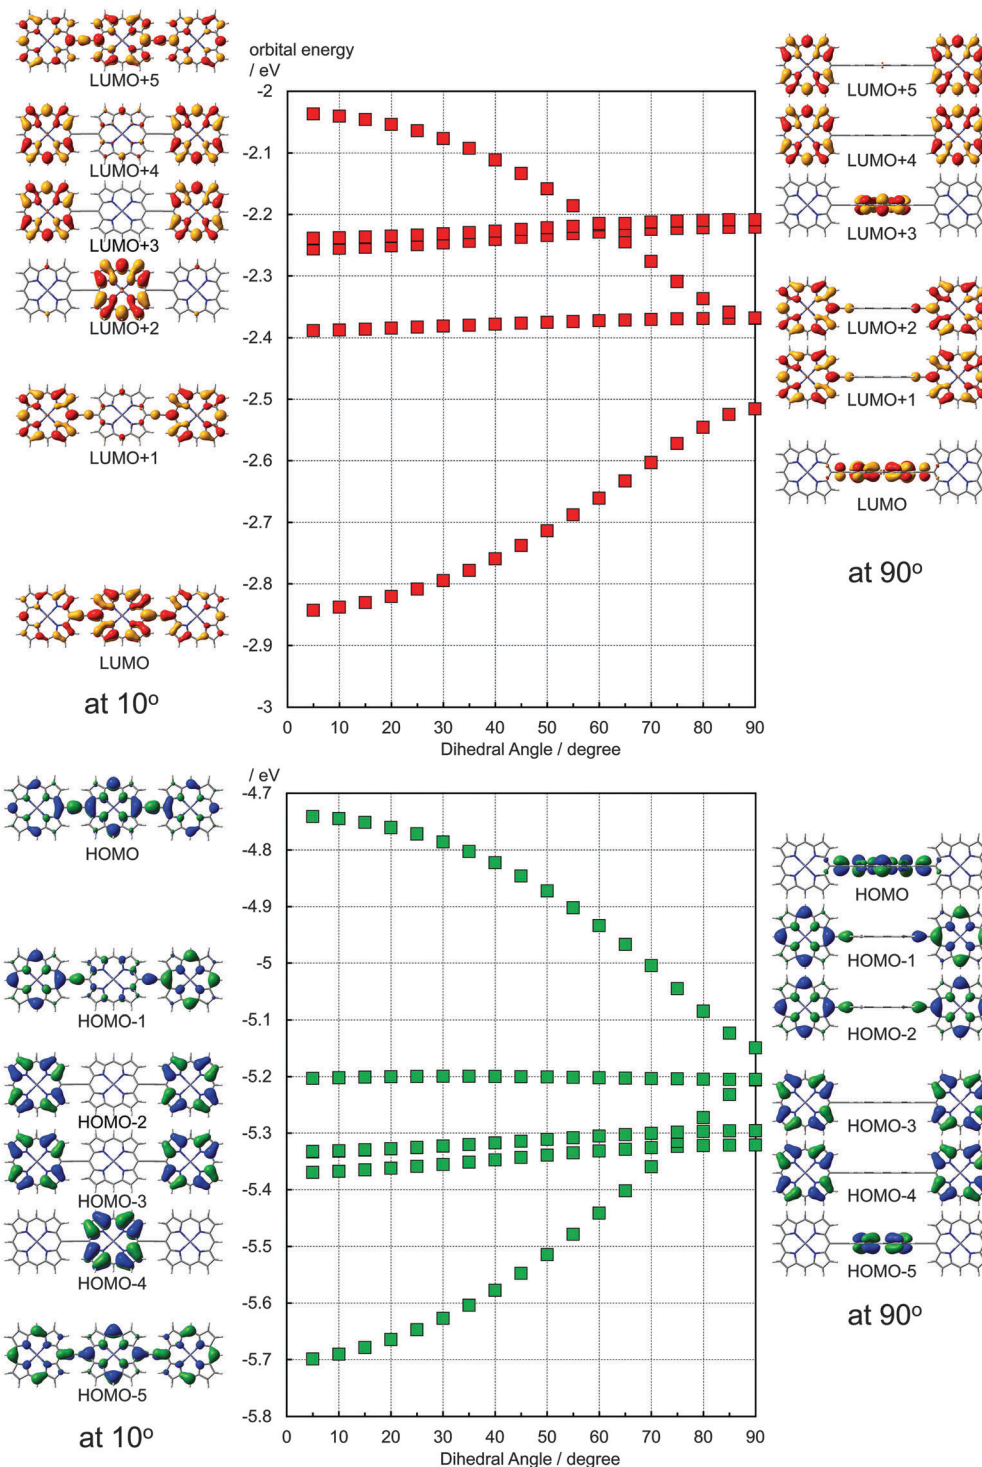 LUMO+5
LUMO+4
LUMO+3
LUMO+2
LUMO+1
LUMO
at 10º
orbital energy
/ eV
-2
-2.1
-2.2
-2.3
-2.4
-2.5
-2.6
-2.7
-2.8
-2.9
-3
0 10 20 30 40 50 60 70 80 90
Dihedral Angle / degree
LUMO+5
LUMO+4
LUMO+3
LUMO+2
LUMO+1
LUMO
at 90º
HOMO
HOMO-1
HOMO-2
HOMO-3
HOMO-4
HOMO-5
at 10º
/ eV
-4.7
-4.8
-4.9
-5
-5.1
-5.2
-5.3
-5.4
-5.5
-5.6
-5.7
-5.8
0 10 20 30 40 50 60 70 80 90
Dihedral Angle / degree
HOMO
HOMO-1
HOMO-2
HOMO-3
HOMO-4
HOMO-5
at 90º